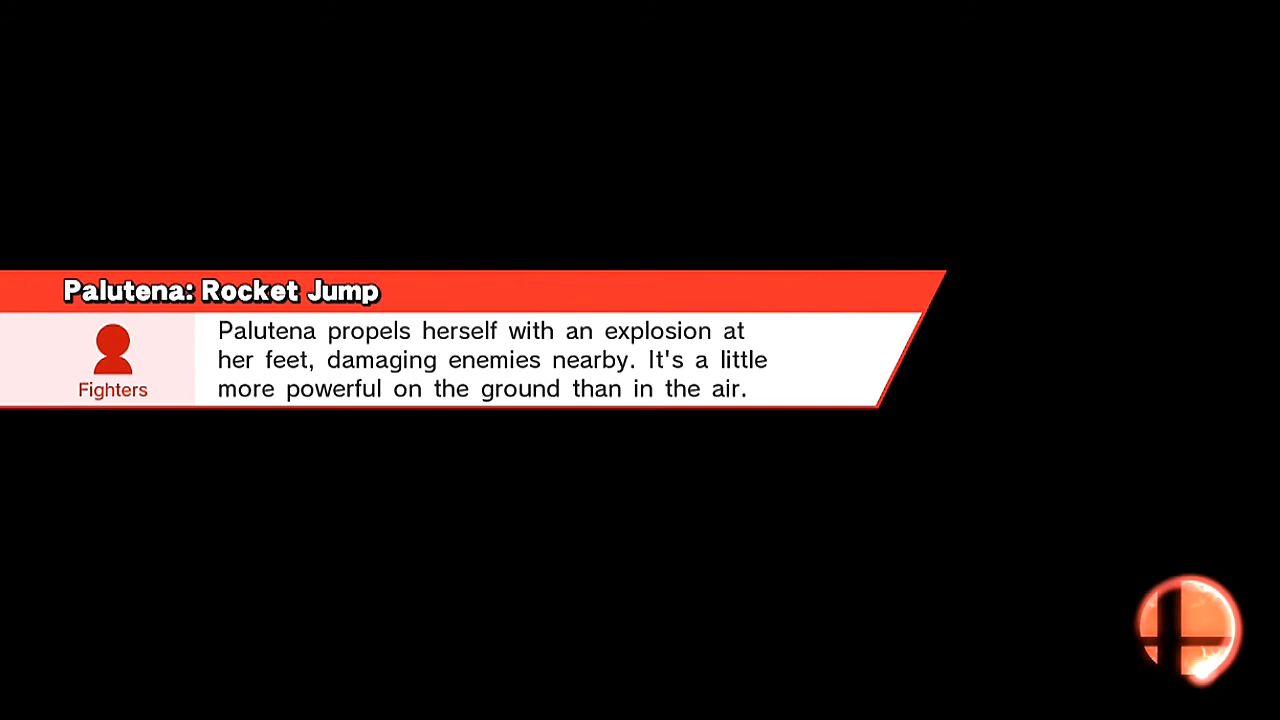 Palutena: Rocket Jump
Fighters
Palutena propels herself with an explosion at
her feet, damaging enemies nearby. It's a little
more powerful on the ground than in the air.